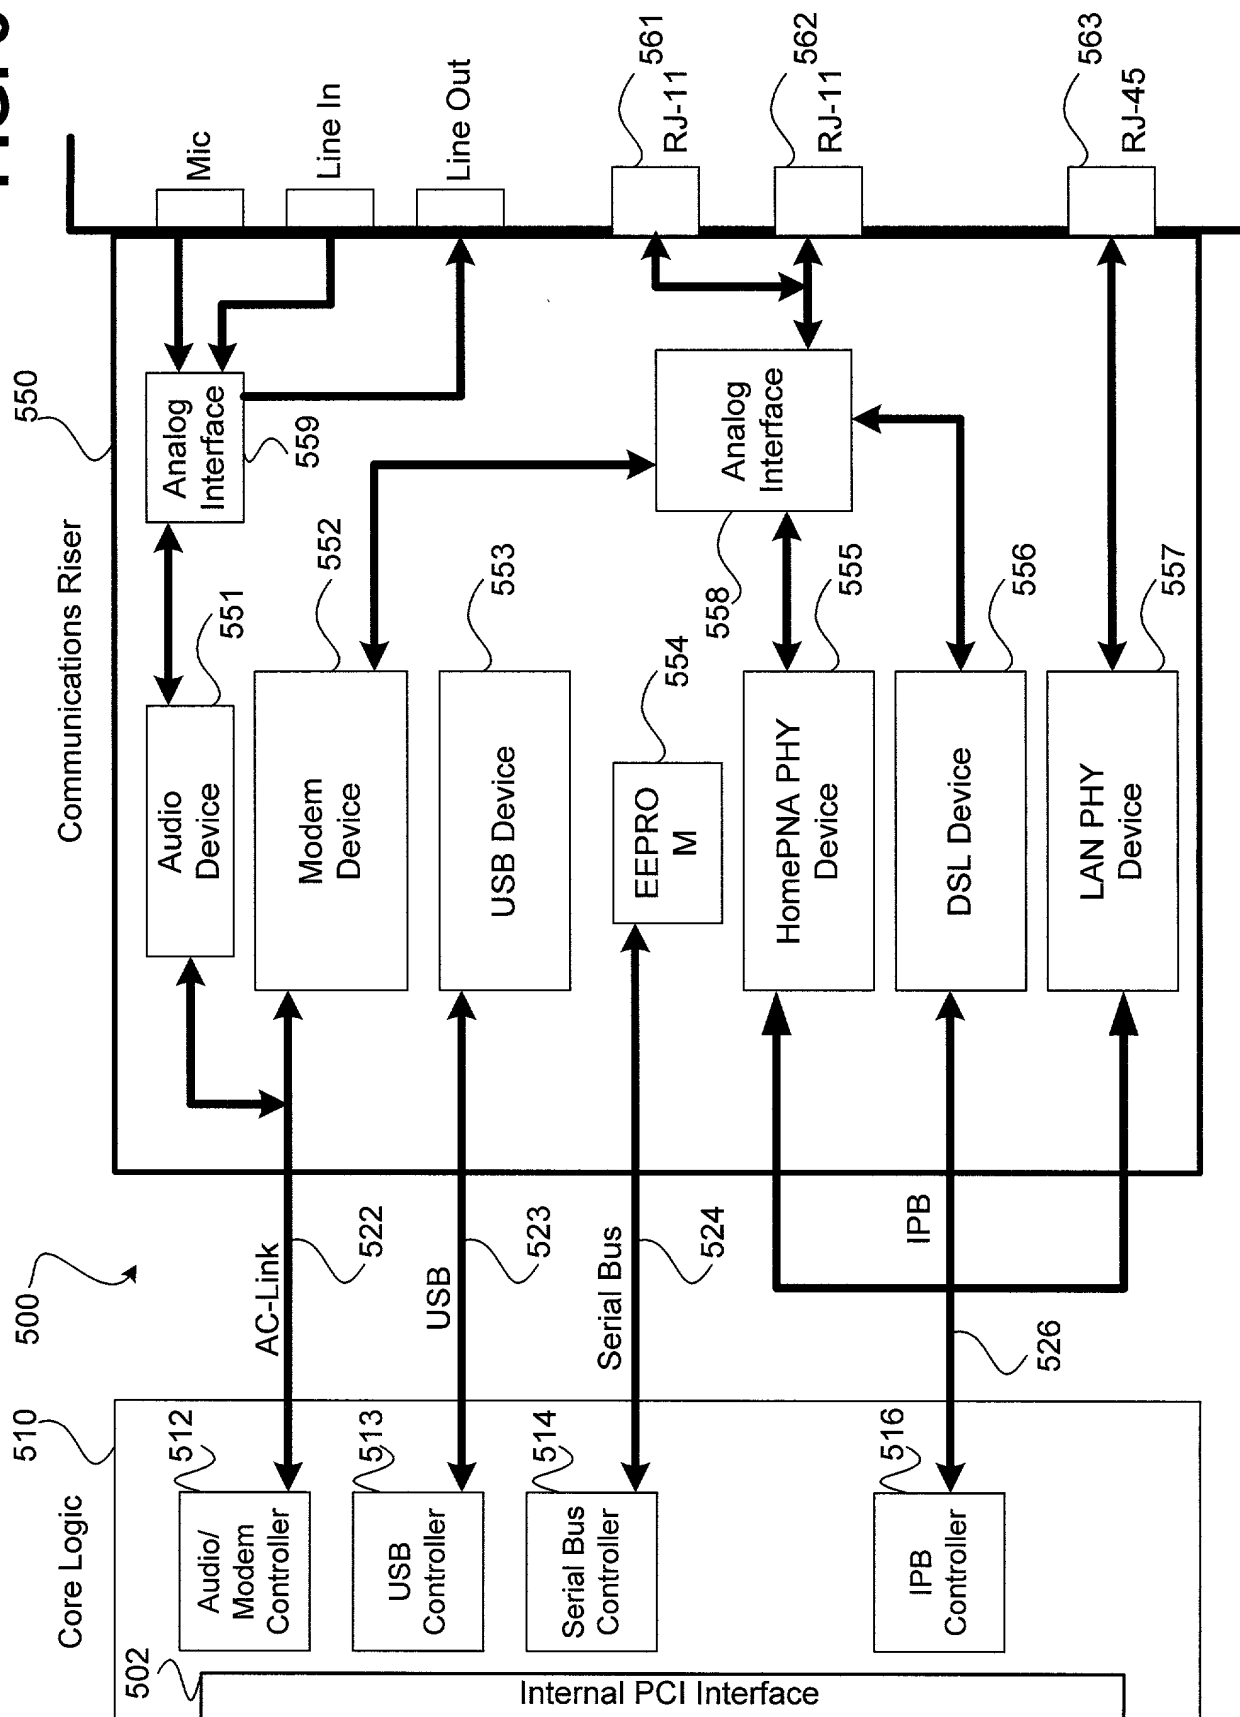 Communications Riser
Core Logic
500
510
550
502
Internal PCI Interface
512
Audio/
Modem
Controller
513
USB
Controller
514
Serial Bus
Controller
516
IPB
Controller
AC-Link
522
USB
523
Serial Bus
524
IPB
526
Audio
Device
551
Modem
Device
552
USB Device
553
EEPRO
M
554
HomePNA PHY
Device
555
DSL Device
556
LAN PHY
Device
557
Analog
Interface
559
Analog
Interface
558
Mic
Line In
Line Out
561
RJ-11
562
RJ-11
563
RJ-45